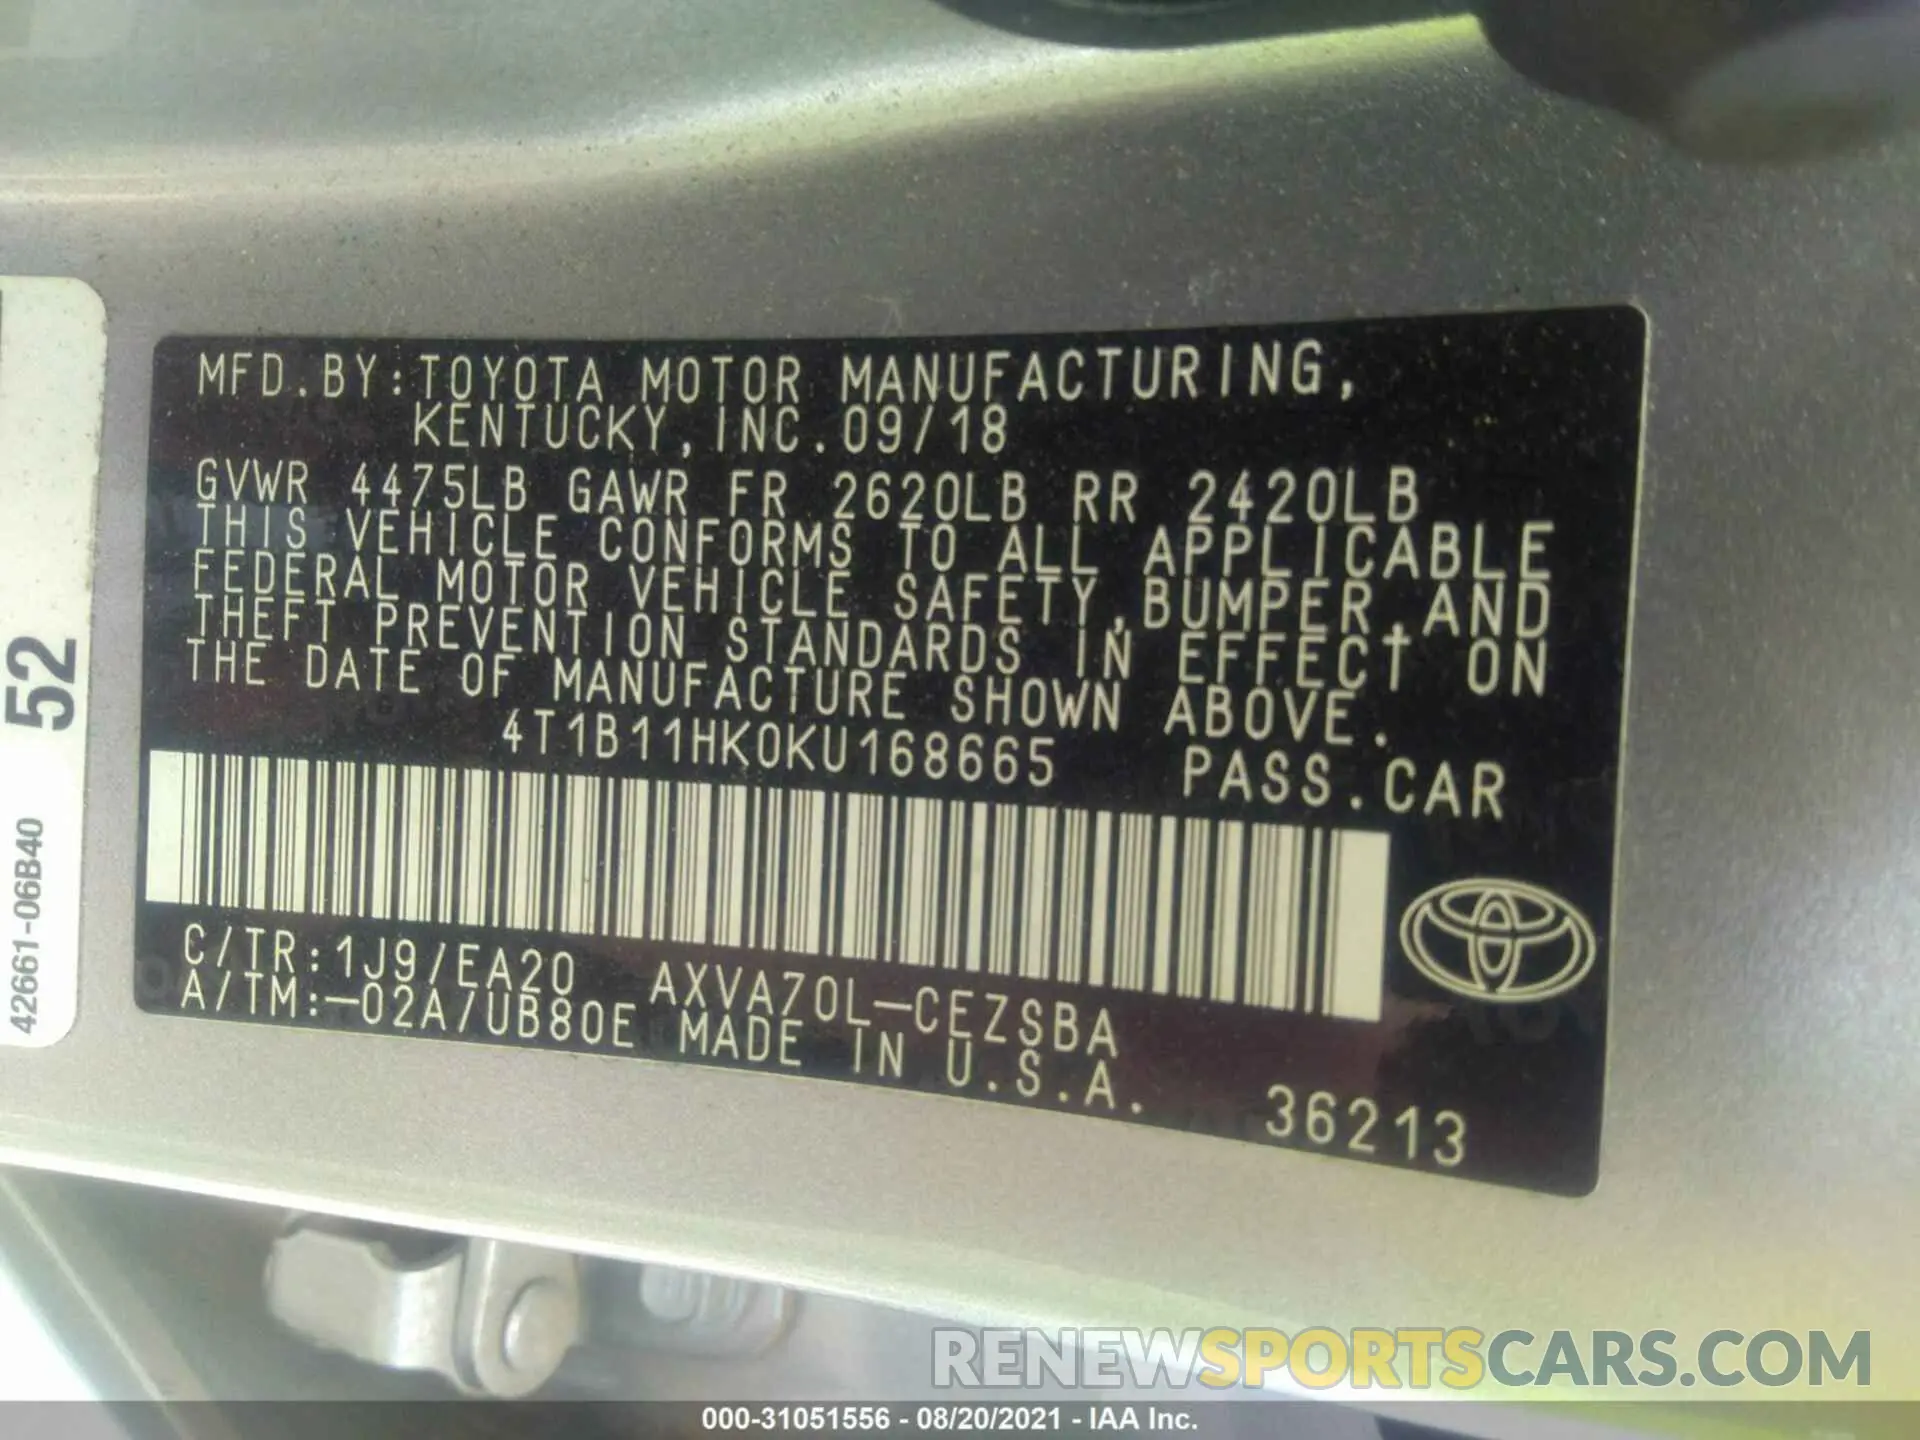 MFD.BY:TOYOTA MOTOR MANUFACTURING,
KENTUCKY,INC.09/18
GVWR 4475LB GAWR FR 2620LB RR 2420LB
THIS VEHICLE CONFORMS TO ALL APPLICABLE
FEDERAL MOTOR VEHICLE SAFETY,BUMPER,AND
THEFT PREVENTION STANDARDS IN EFFECT ON
THE DATE OF MANUFACTURE SHOWN ABOVE.
4T1B11HK0KU168665 PASS.CAR
C/TR:1J9/EA20 AXVA70L-CEZSBA
A/TM:-02A/UB80E MADE IN U.S.A.
36213
52
42661-06B40
RENEWSPORTSCARS.COM
000-31051556 - 08/20/2021 - IAA Inc.